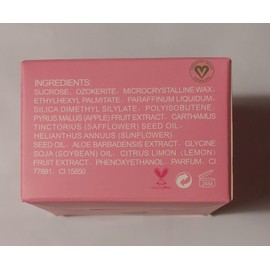 INGREDIENTS:
SUCROSE - OZOKERITE - MICROCRYSTALLINE WAX -
ETHYLHEXYL PALMITATE - PARAFFINUM LIQUIDUM -
SILICA DIMETHYL SILYLATE - POLYISOBUTENE -
PYRUS MALUS (APPLE) FRUIT EXTRACT - CARTHAMUS
TINCTORIUS (SAFFLOWER) SEED OIL -
HELIANTHUS ANNUUS (SUNFLOWER)
SEED OIL - ALOE BARBADENSIS EXTRACT - GLYCINE
SOJA (SOYBEAN) OIL - CITRUS LIMON (LEMON)
FRUIT EXTRACT - PHENOXYETHANOL - PARFUM - CI
77891 - CI 15850
24M